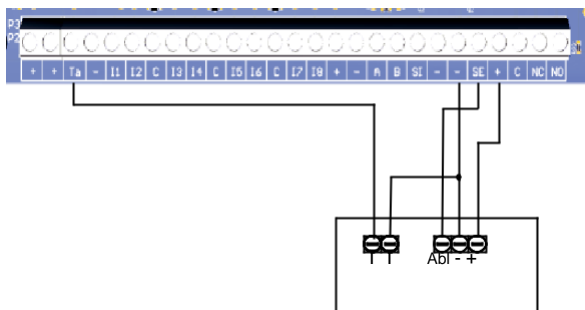 P3
P2
+ + Ta - I1 I2 C I3 I4 C I5 I6 C I7 I8 + - A B SI - - SE + C NC NO
T T Abl - +